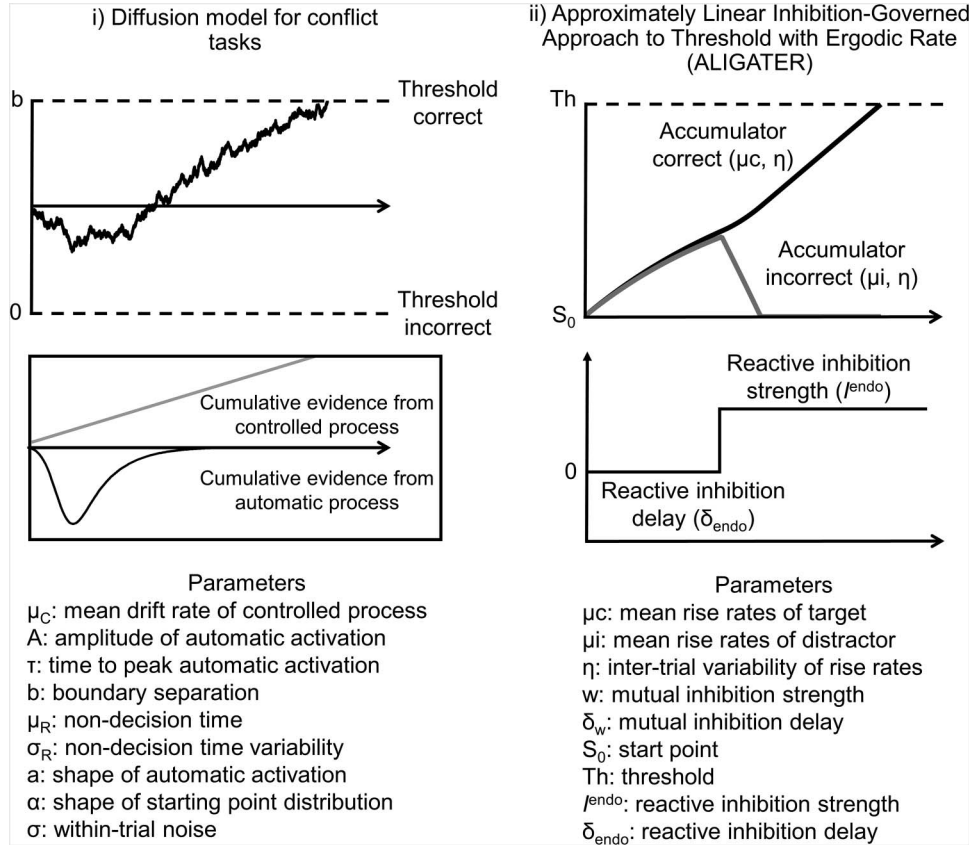 i) Diffusion model for conflict
tasks
b
Threshold
correct
0
Threshold
incorrect
Cumulative evidence from
controlled process
Cumulative evidence from
automatic process
Parameters
μC: mean drift rate of controlled process
A: amplitude of automatic activation
τ: time to peak automatic activation
b: boundary separation
μR: non-decision time
σR: non-decision time variability
a: shape of automatic activation
α: shape of starting point distribution
σ: within-trial noise
ii) Approximately Linear Inhibition-Governed
Approach to Threshold with Ergodic Rate
(ALIGATER)
Th
Accumulator
correct (μc, η)
Accumulator
incorrect (μi, η)
S0
Reactive inhibition
strength (Iendo)
0
Reactive inhibition
delay (δendo)
Parameters
μc: mean rise rates of target
μi: mean rise rates of distractor
η: inter-trial variability of rise rates
w: mutual inhibition strength
δw: mutual inhibition delay
S0: start point
Th: threshold
Iendo: reactive inhibition strength
δendo: reactive inhibition delay